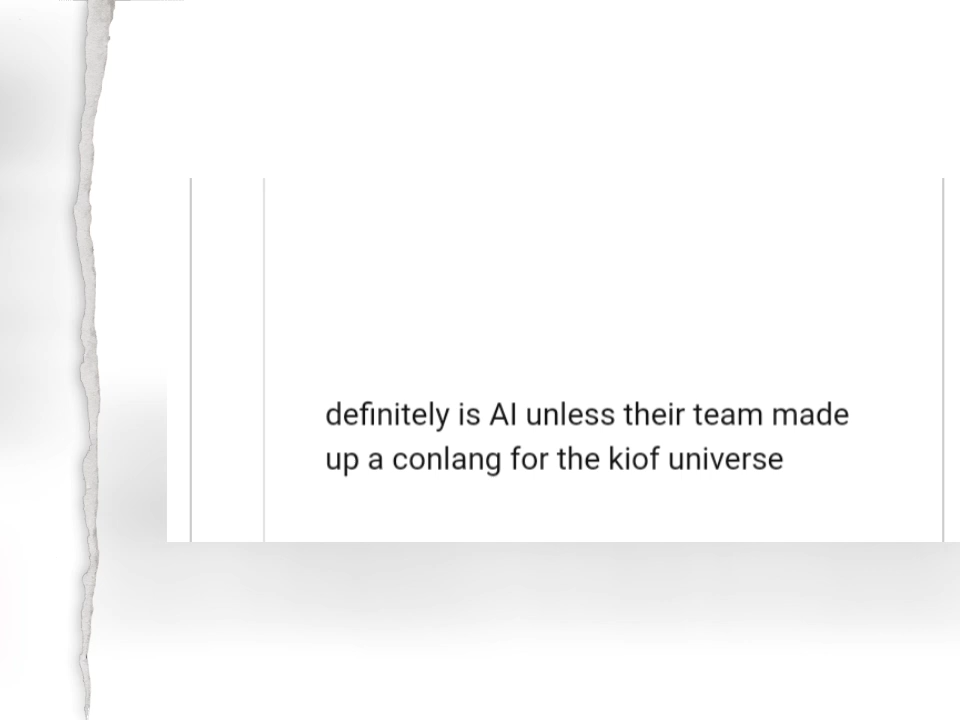 definitely is AI unless their team made
up a conlang for the kiof universe